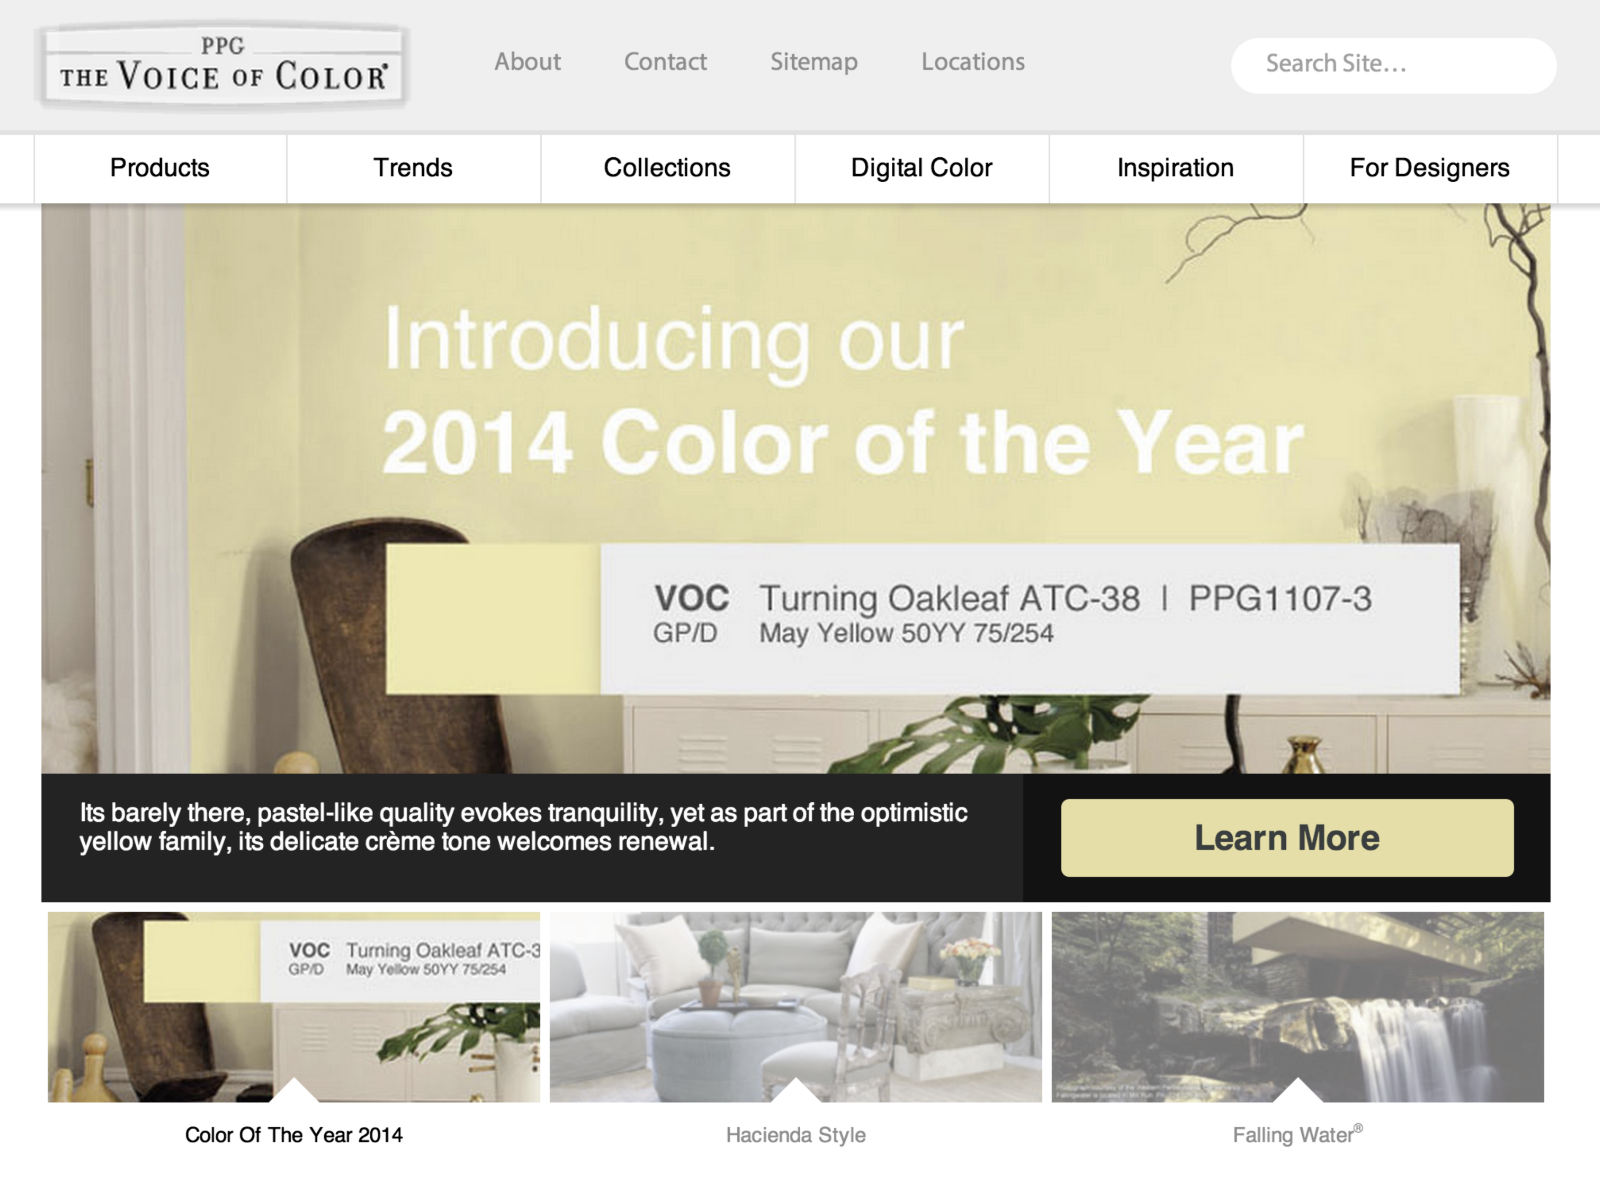 PPG
THE VOICE OF COLOR®
About Contact Sitemap Locations
Search Site...
Products Trends Collections Digital Color Inspiration For Designers
Introducing our
2014 Color of the Year
VOC Turning Oakleaf ATC-38 | PPG1107-3
GP/D May Yellow 50YY 75/254
Its barely there, pastel-like quality evokes tranquility, yet as part of the optimistic
yellow family, its delicate crème tone welcomes renewal.
Learn More
VOC Turning Oakleaf ATC-3
GP/D May Yellow 50YY 75/254
Color Of The Year 2014
Hacienda Style
Falling Water®